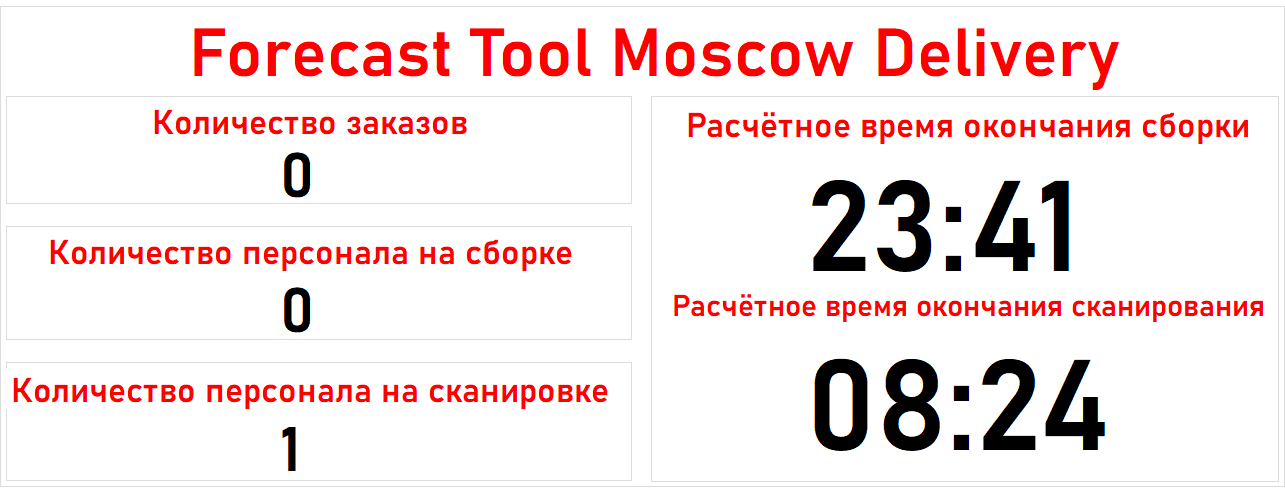 Forecast Tool Moscow Delivery
Количество заказов
0
Количество персонала на сборке
0
Количество персонала на сканировке
1
Расчётное время окончания сборки
23:41
Расчётное время окончания сканирования
08:24